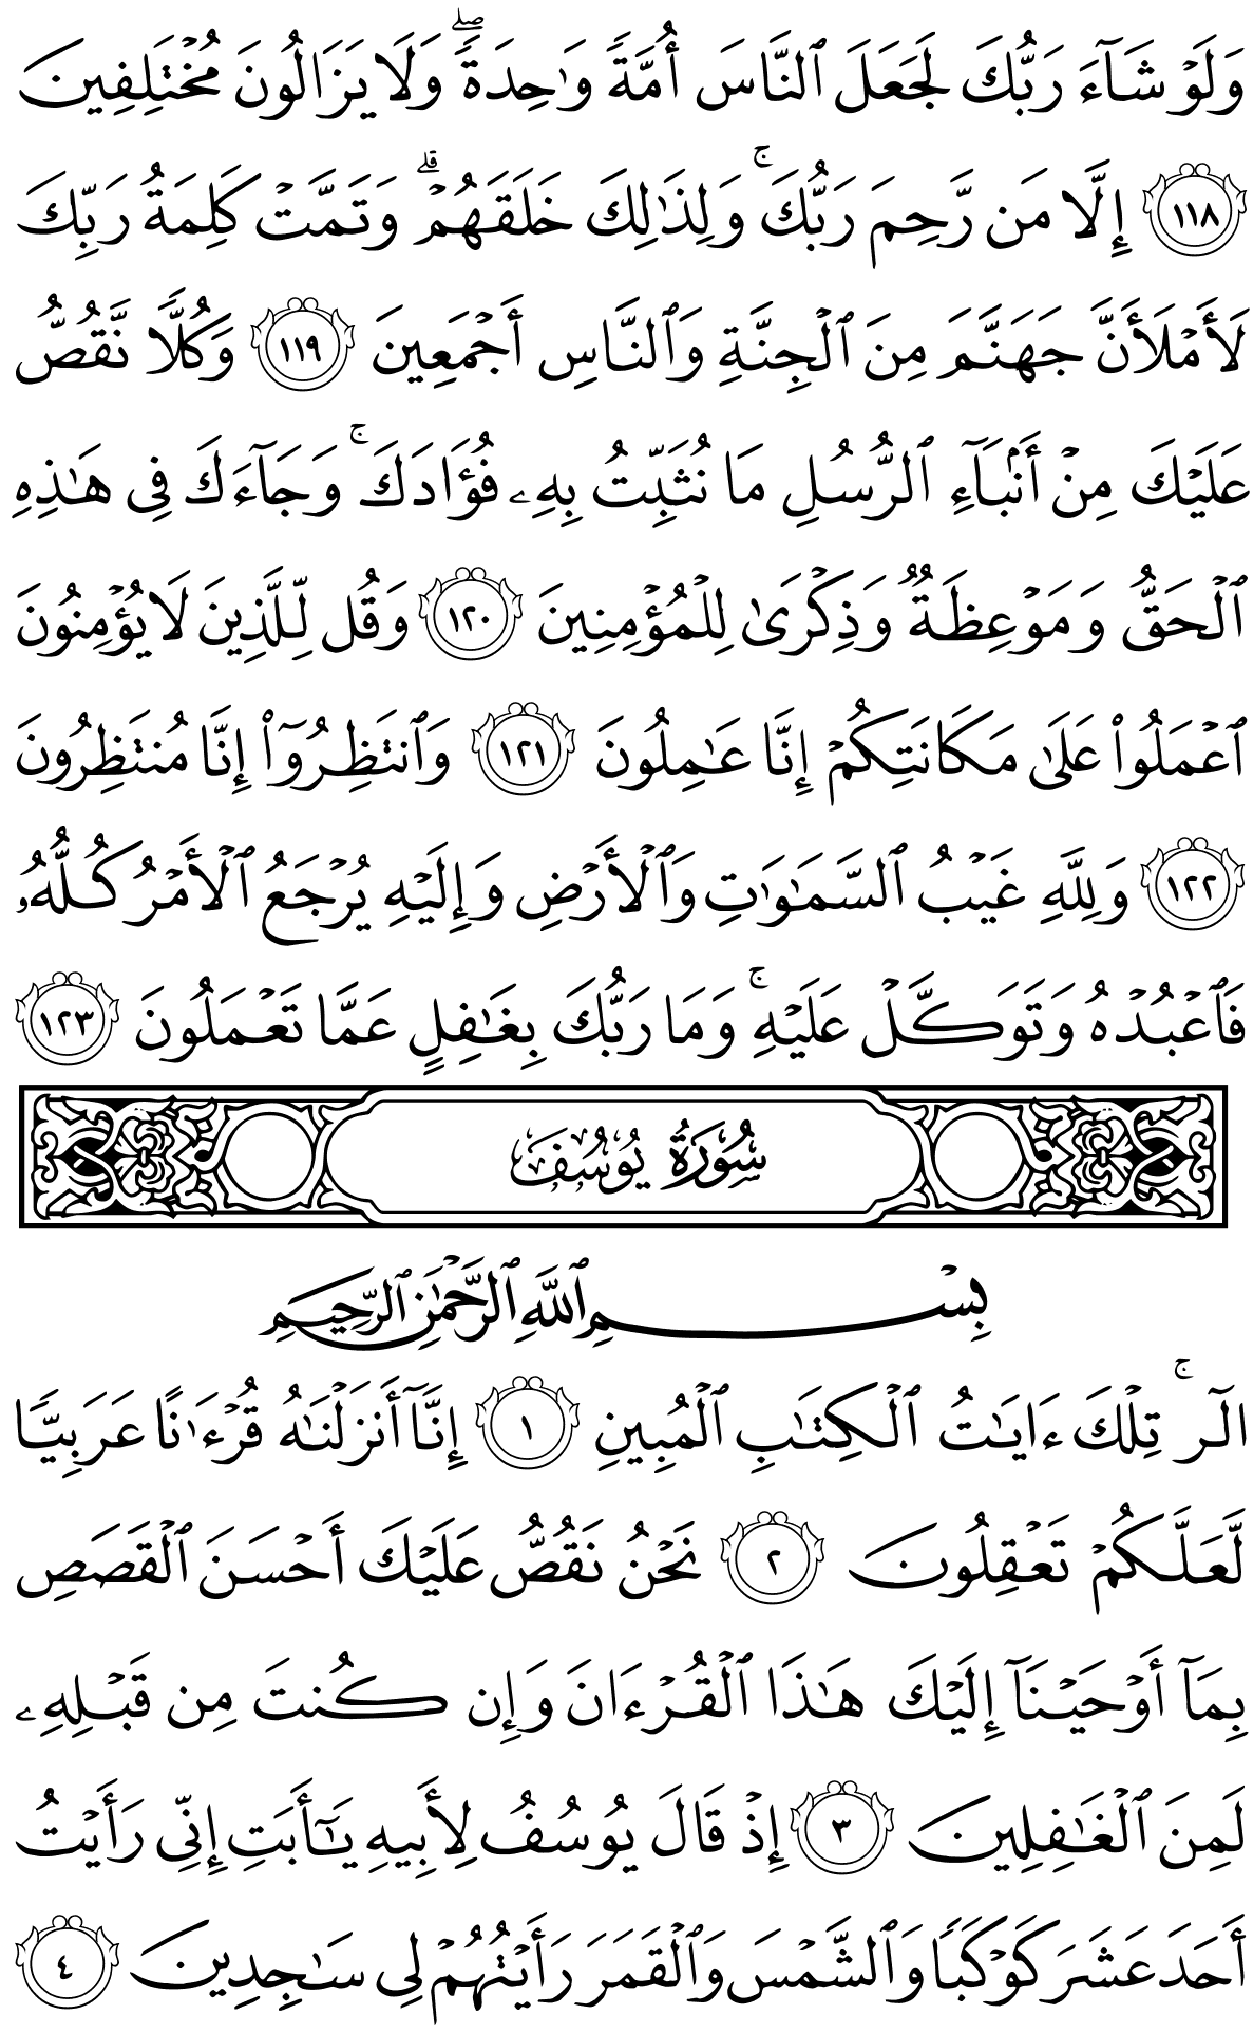 وَلَوْ شَآءَ رَبُّكَ لَجَعَلَ ٱلنَّاسَ أُمَّةً وَٰحِدَةً ۖ وَلَا يَزَالُونَ مُخْتَلِفِينَ
١١٨ إِلَّا مَن رَّحِمَ رَبُّكَ ۚ وَلِذَٰلِكَ خَلَقَهُمْ ۗ وَتَمَّتْ كَلِمَةُ رَبِّكَ
لَأَمْلَأَنَّ جَهَنَّمَ مِنَ ٱلْجِنَّةِ وَٱلنَّاسِ أَجْمَعِينَ ١١٩ وَكُلًّا نَّقُصُّ
عَلَيْكَ مِنْ أَنۢبَآءِ ٱلرُّسُلِ مَا نُثَبِّتُ بِهِۦ فُؤَادَكَ ۚ وَجَآءَكَ فِى هَٰذِهِ
ٱلْحَقُّ وَمَوْعِظَةٌ وَذِكْرَىٰ لِلْمُؤْمِنِينَ ١٢٠ وَقُل لِّلَّذِينَ لَا يُؤْمِنُونَ
ٱعْمَلُوا۟ عَلَىٰ مَكَانَتِكُمْ إِنَّا عَٰمِلُونَ ١٢١ وَٱنتَظِرُوٓا۟ إِنَّا مُنتَظِرُونَ
١٢٢ وَلِلَّهِ غَيْبُ ٱلسَّمَٰوَٰتِ وَٱلْأَرْضِ وَإِلَيْهِ يُرْجَعُ ٱلْأَمْرُ كُلُّهُۥ
فَٱعْبُدْهُ وَتَوَكَّلْ عَلَيْهِ ۚ وَمَا رَبُّكَ بِغَٰفِلٍ عَمَّا تَعْمَلُونَ ١٢٣
سُورَةُ يُوسُفَ
بِسْمِ ٱللَّهِ ٱلرَّحْمَٰنِ ٱلرَّحِيمِ
الٓر ۚ تِلْكَ ءَايَٰتُ ٱلْكِتَٰبِ ٱلْمُبِينِ ١ إِنَّآ أَنزَلْنَٰهُ قُرْءَٰنًا عَرَبِيًّا
لَّعَلَّكُمْ تَعْقِلُونَ ٢ نَحْنُ نَقُصُّ عَلَيْكَ أَحْسَنَ ٱلْقَصَصِ
بِمَآ أَوْحَيْنَآ إِلَيْكَ هَٰذَا ٱلْقُرْءَانَ وَإِن كُنتَ مِن قَبْلِهِۦ
لَمِنَ ٱلْغَٰفِلِينَ ٣ إِذْ قَالَ يُوسُفُ لِأَبِيهِ يَٰٓأَبَتِ إِنِّى رَأَيْتُ
أَحَدَ عَشَرَ كَوْكَبًا وَٱلشَّمْسَ وَٱلْقَمَرَ رَأَيْتُهُمْ لِى سَٰجِدِينَ ٤